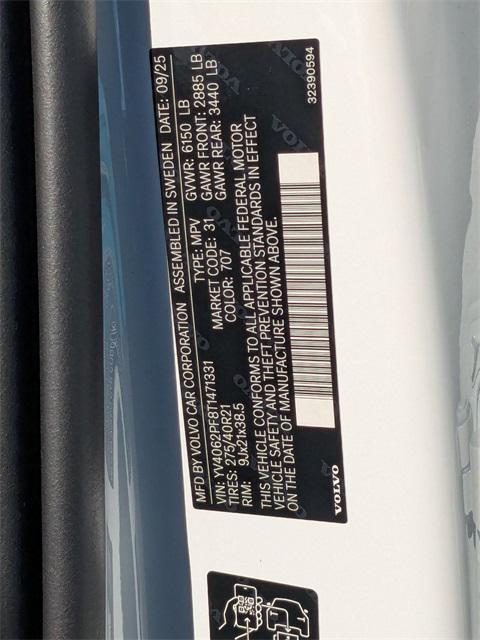 MFD BY VOLVO CAR CORPORATION ASSEMBLED IN SWEDEN DATE: 09/25
VIN: YV4062PF8T1471331 TYPE: MPV GVWR: 6150 LB
TIRES: 275/40R21 MARKET CODE: 31 GAWR FRONT: 2885 LB
RIM: 9Jx21x38.5 COLOR: 707 GAWR REAR: 3440 LB
THIS VEHICLE CONFORMS TO ALL APPLICABLE FEDERAL MOTOR
VEHICLE SAFETY AND THEFT PREVENTION STANDARDS IN EFFECT
ON THE DATE OF MANUFACTURE SHOWN ABOVE.
VOLVO 32390594